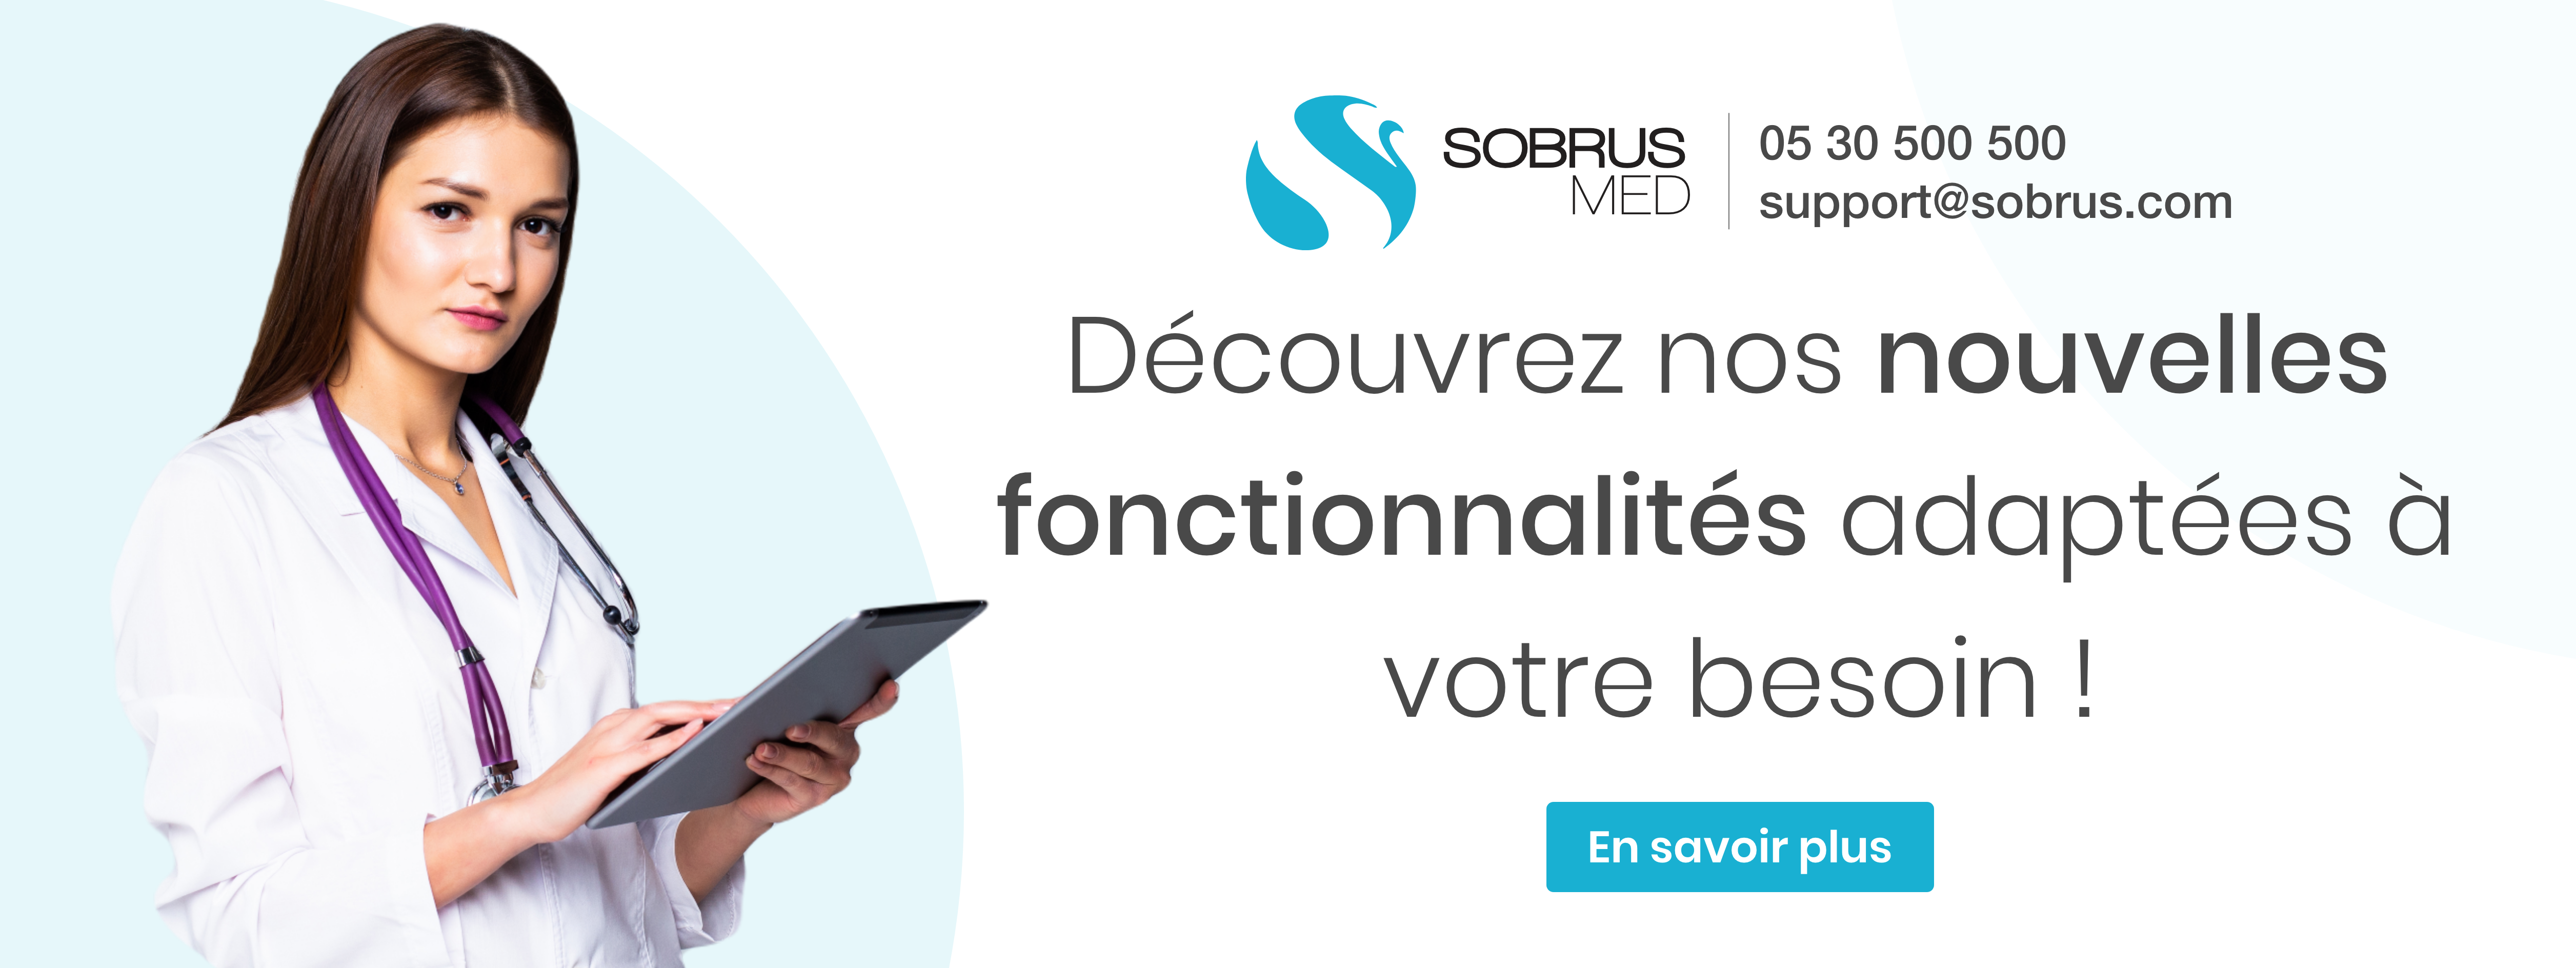 SOBRUS
MED
05 30 500 500
support@sobrus.com
Découvrez nos nouvelles
fonctionnalités adaptées à
votre besoin !
En savoir plus